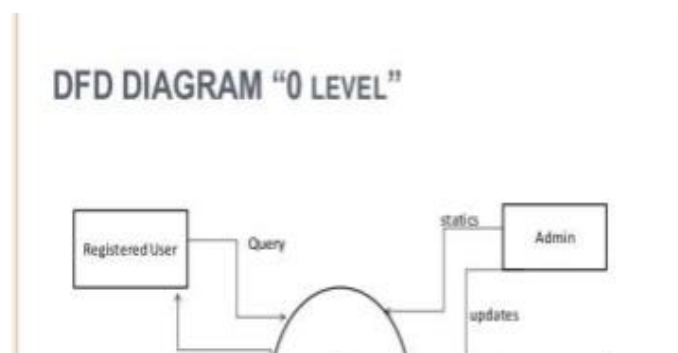 DFD DIAGRAM “0 LEVEL”
statics
Registered User
Query
Admin
updates